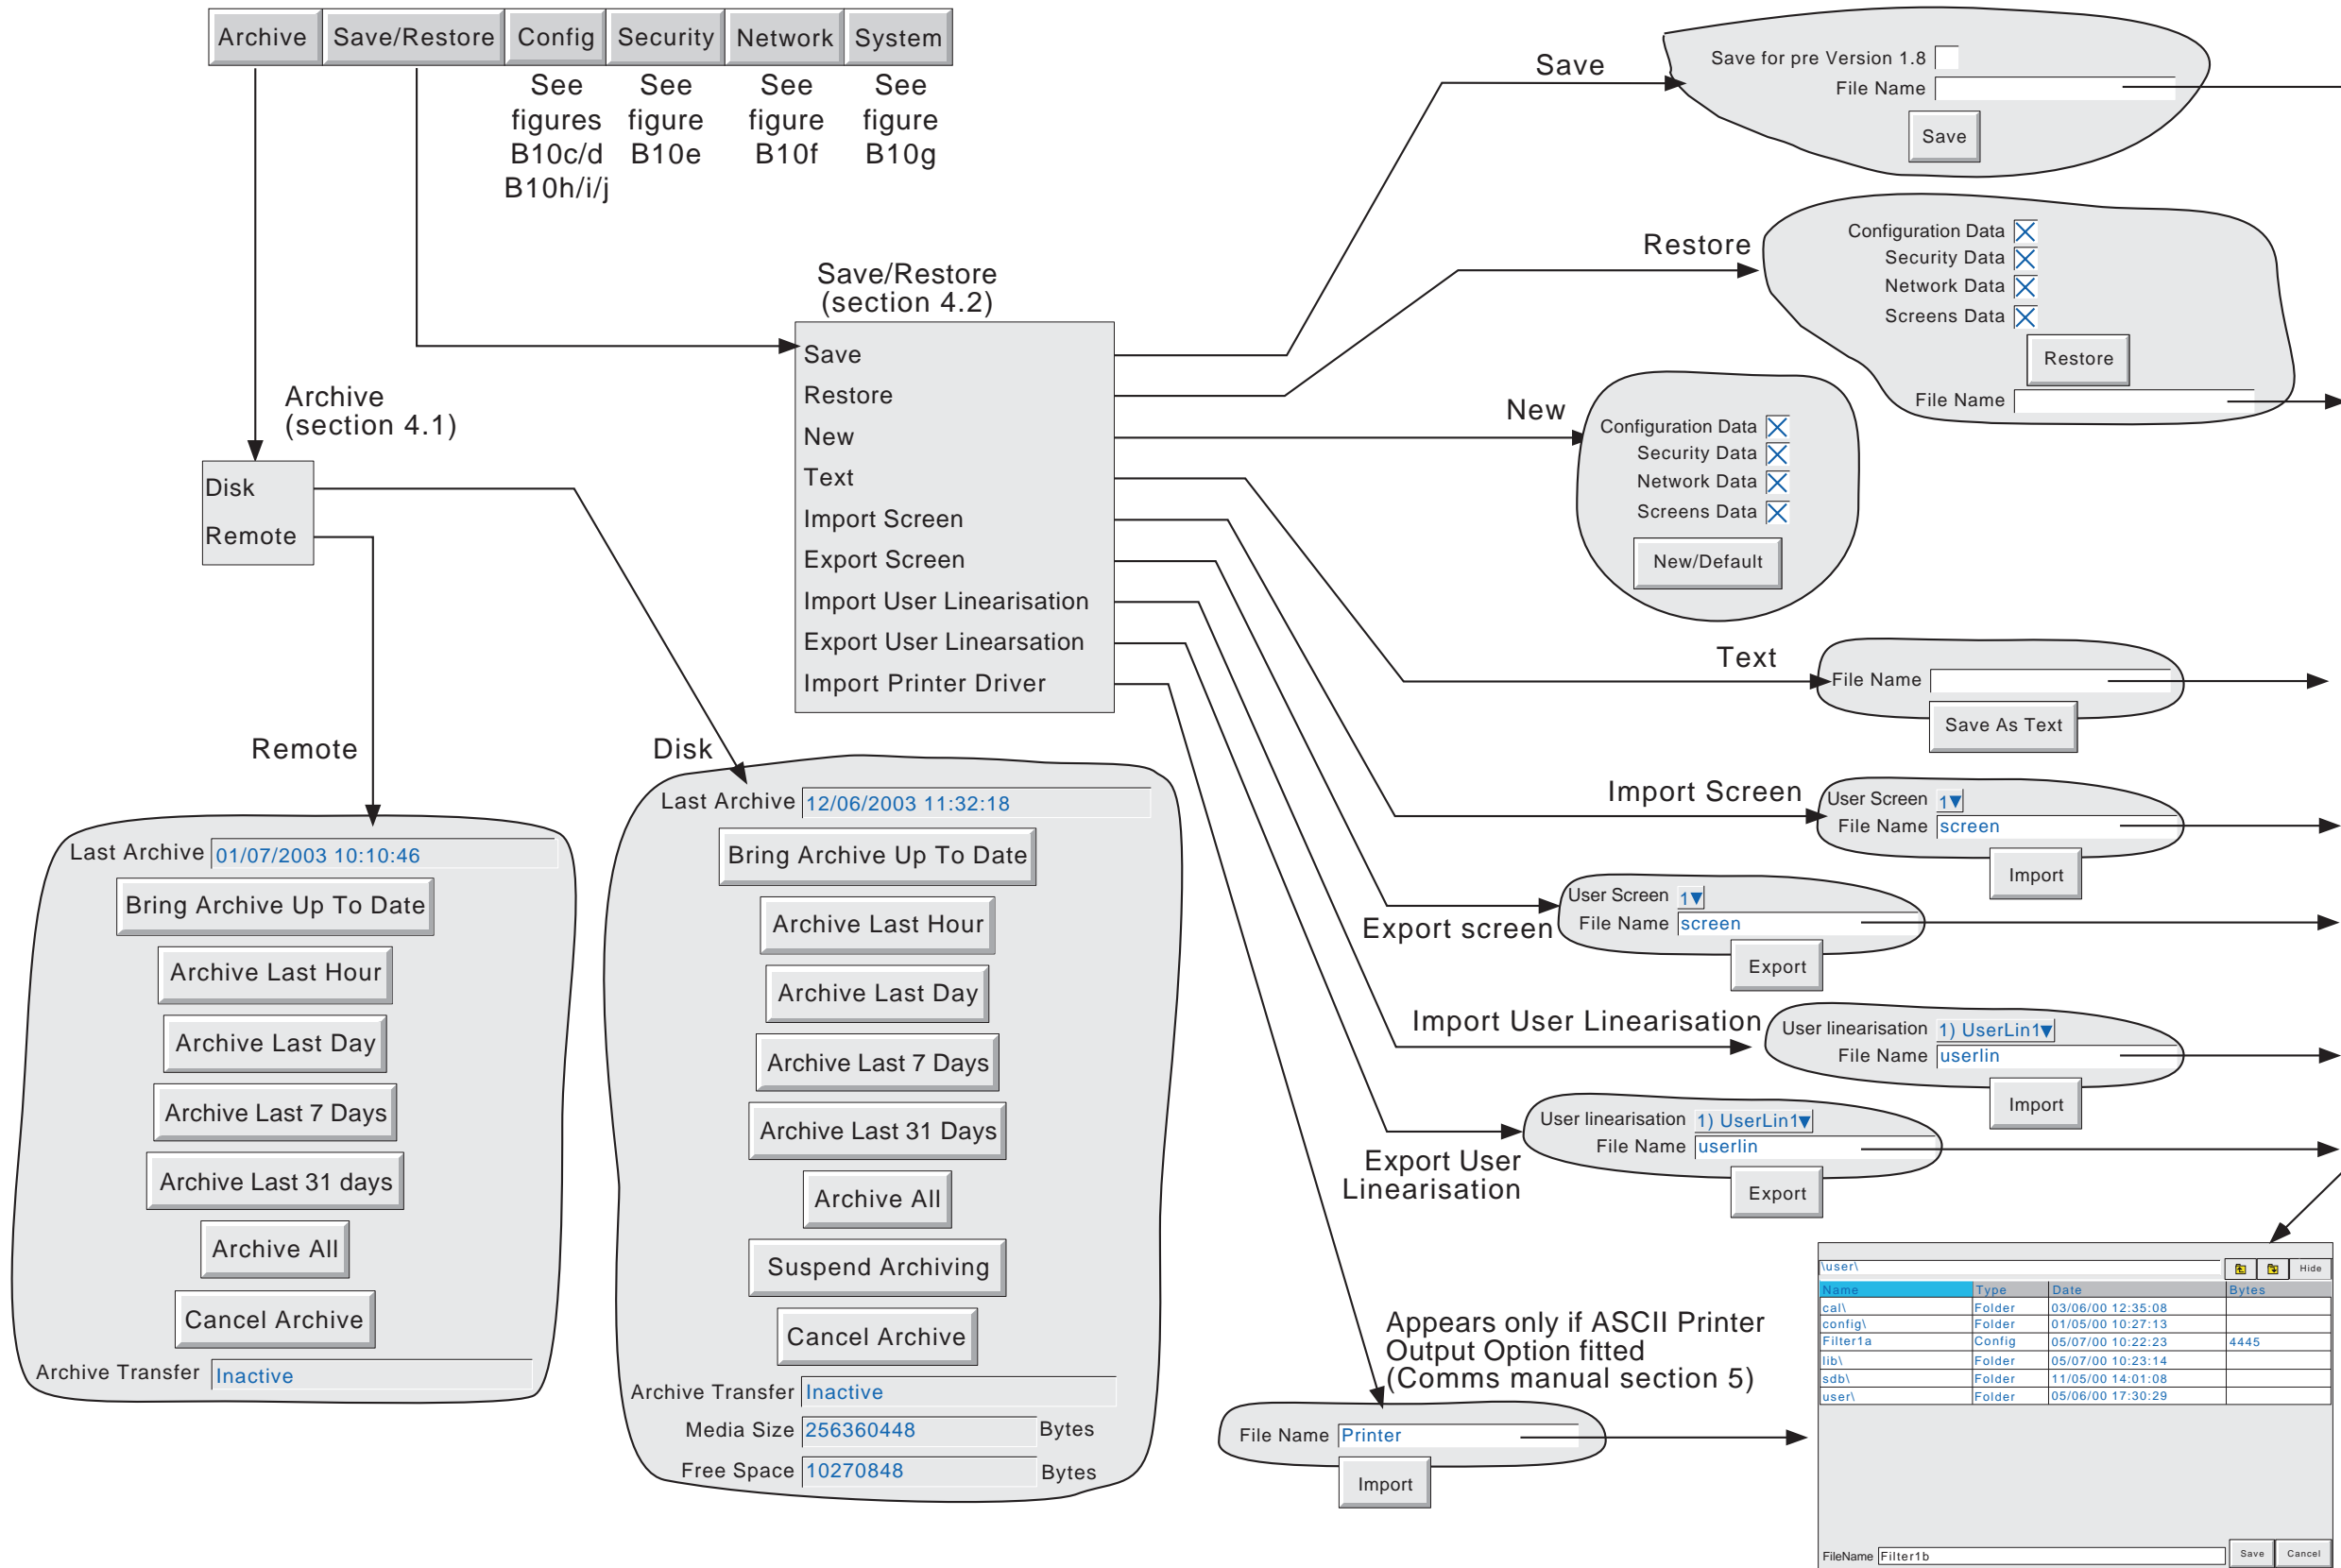 Archive Save/Restore Config Security Network System
See figures B10c/d B10h/i/j
See figure B10e
See figure B10f
See figure B10g
Archive
(section 4.1)
Disk
Remote
Save/Restore
(section 4.2)
Save
Restore
New
Text
Import Screen
Export Screen
Import User Linearisation
Export User Linearsation
Import Printer Driver
Remote
Last Archive 01/07/2003 10:10:46
Bring Archive Up To Date
Archive Last Hour
Archive Last Day
Archive Last 7 Days
Archive Last 31 days
Archive All
Cancel Archive
Archive Transfer Inactive
Disk
Last Archive 12/06/2003 11:32:18
Bring Archive Up To Date
Archive Last Hour
Archive Last Day
Archive Last 7 Days
Archive Last 31 Days
Archive All
Suspend Archiving
Cancel Archive
Archive Transfer Inactive
Media Size 256360448 Bytes
Free Space 10270848 Bytes
Save
Save for pre Version 1.8
File Name
Save
Restore
Configuration Data
Security Data
Network Data
Screens Data
Restore
File Name
New
Configuration Data
Security Data
Network Data
Screens Data
New/Default
Text
File Name
Save As Text
Import Screen
User Screen 1
File Name screen
Import
Export screen
User Screen 1
File Name screen
Export
Import User Linearisation
User linearisation 1) UserLin1
File Name userlin
Import
Export User
Linearisation
User linearisation 1) UserLin1
File Name userlin
Export
Appears only if ASCII Printer
Output Option fitted
(Comms manual section 5)
File Name Printer
Import
\user\ Hide
Name Type Date Bytes
cal\ Folder 03/06/00 12:35:08
config\ Folder 01/05/00 10:27:13
Filter1a Config 05/07/00 10:22:23 4445
lib\ Folder 05/07/00 10:23:14
sdb\ Folder 11/05/00 14:01:08
user\ Folder 05/06/00 17:30:29
FileName Filter1b Save Cancel